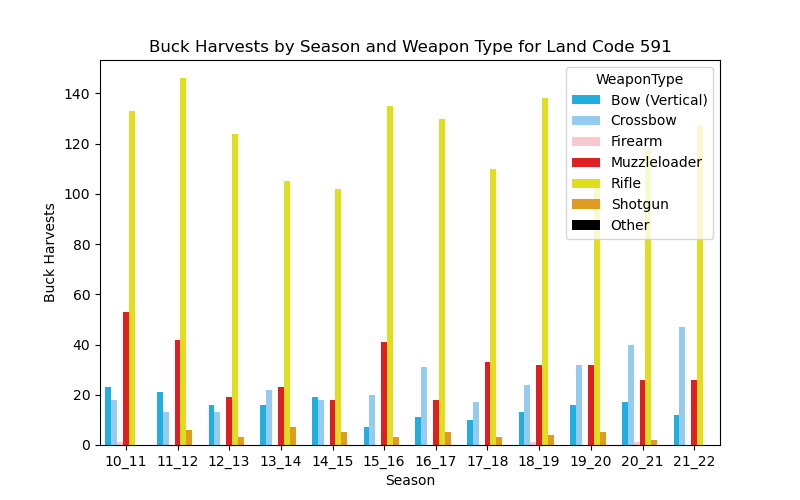 Buck Harvests by Season and Weapon Type for Land Code 591
WeaponType
Bow (Vertical)
Crossbow
Firearm
Muzzleloader
Rifle
Shotgun
Other
Buck Harvests
140
120
100
80
60
40
20
0
10_11 11_12 12_13 13_14 14_15 15_16 16_17 17_18 18_19 19_20 20_21 21_22
Season